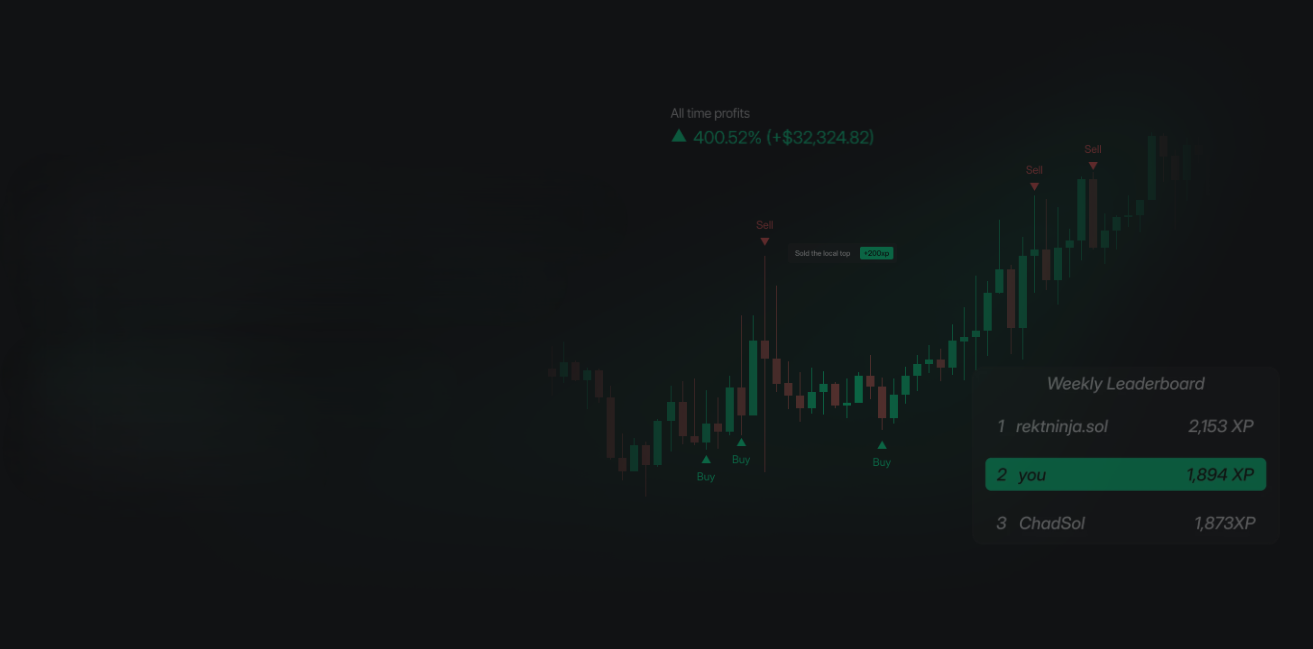 All time profits
400.52% (+$32,324.82)
Sell
Sell
Sell
Sold the local top +200xp
Weekly Leaderboard
1 rektninja.sol 2,153 XP
Buy
Buy
Buy
2 you 1,894 XP
3 ChadSol 1,873XP